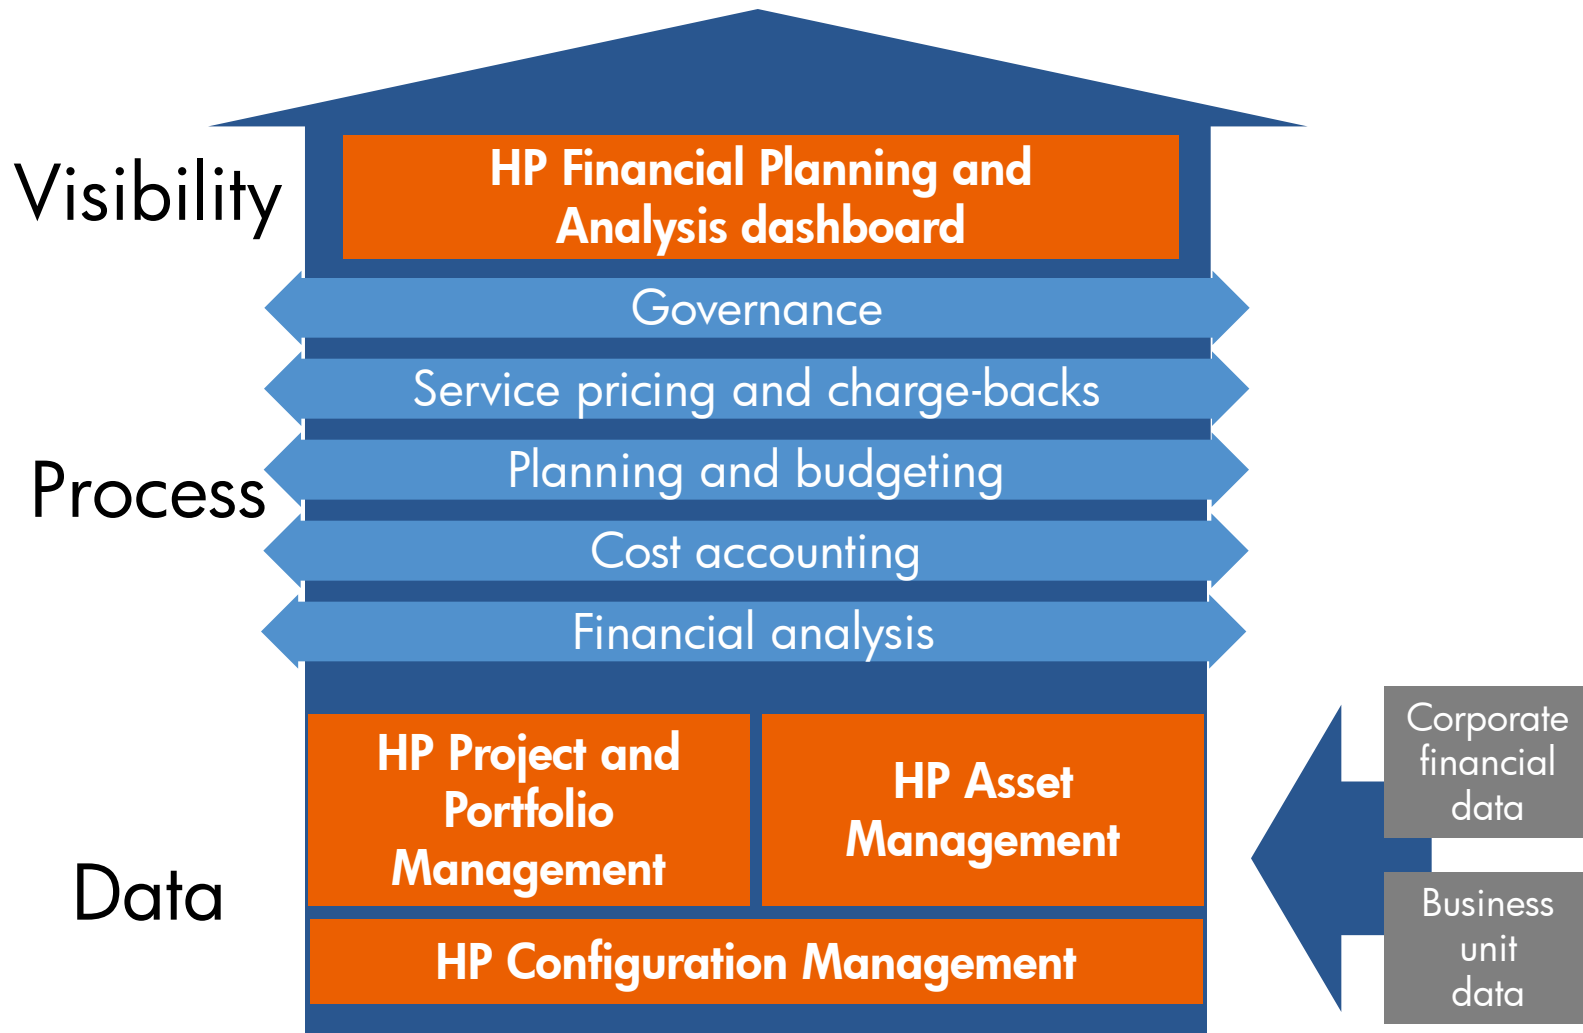 Visibility
HP Financial Planning and
Analysis dashboard
Governance
Service pricing and charge-backs
Process
Planning and budgeting
Cost accounting
Financial analysis
Data
HP Project and
Portfolio
Management
HP Asset
Management
HP Configuration Management
Corporate
financial
data
Business
unit
data